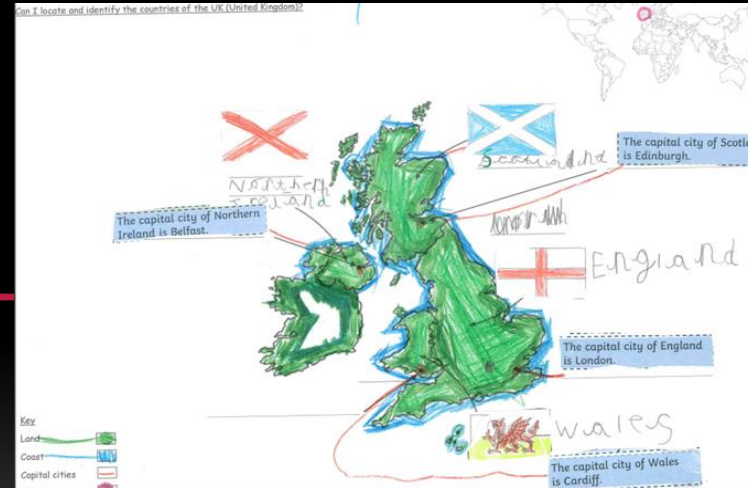 Can I locate and identify the countries of the UK (United Kingdom)?
Northern
Ireland
Scotland
The capital city of Scotl
is Edinburgh.
The capital city of Northern
Ireland is Belfast.
England
The capital city of England
is London.
Key
Land
Coast
Capital cities
Wales
The capital city of Wales
is Cardiff.